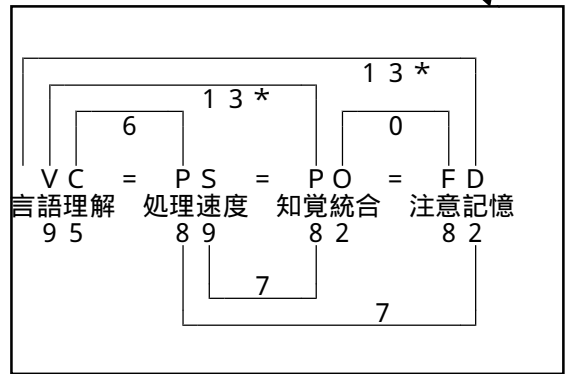 13*
13*
6 0
VC = PS = PO = FD
言語理解 処理速度 知覚統合 注意記憶
95 89 82 82
7
7